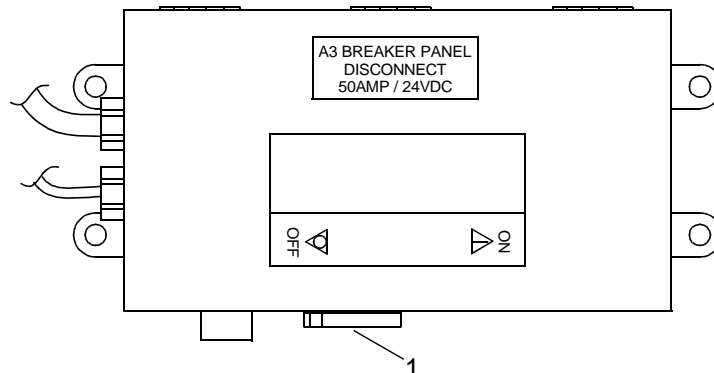 A3 BREAKER PANEL
DISCONNECT
50AMP / 24VDC
OFF
ON
1